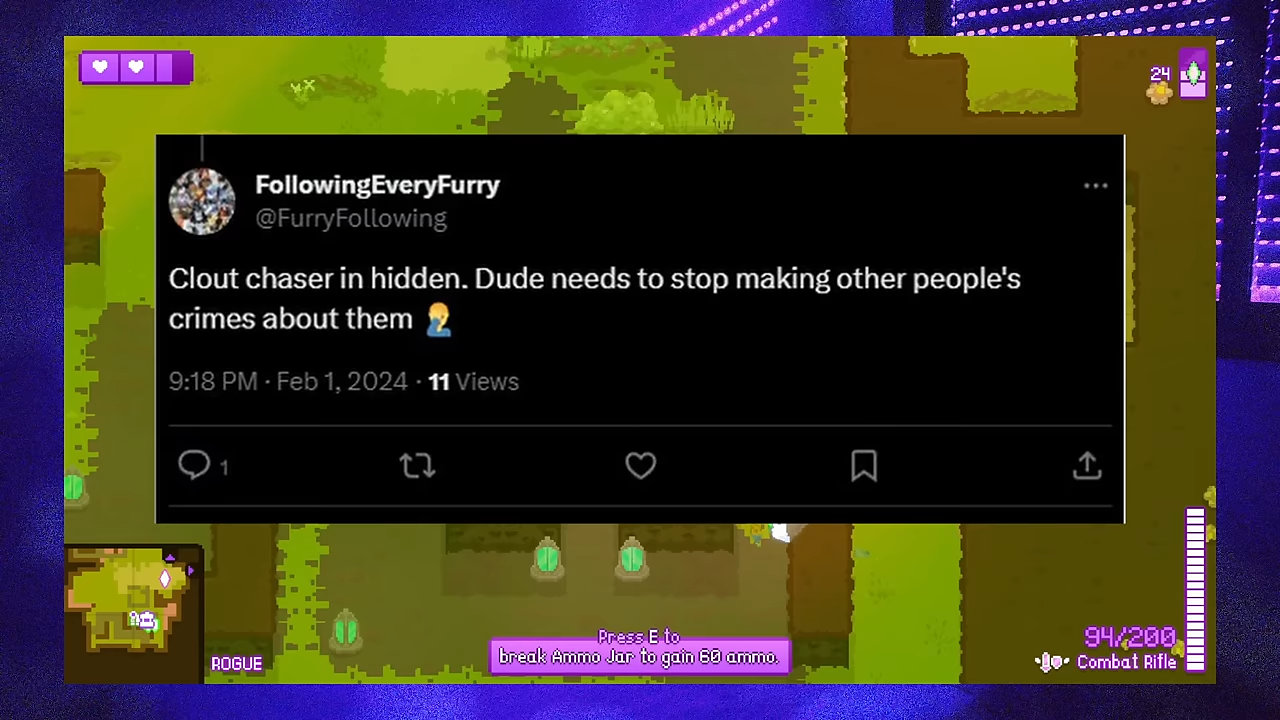 24
FollowingEveryFurry
@FurryFollowing
Clout chaser in hidden. Dude needs to stop making other people's
crimes about them 🤦‍♂️
9:18 PM · Feb 1, 2024 · 11 Views
1
Press E to
break Ammo Jar to gain 60 ammo.
94/200
ROGUE
Combat Rifle